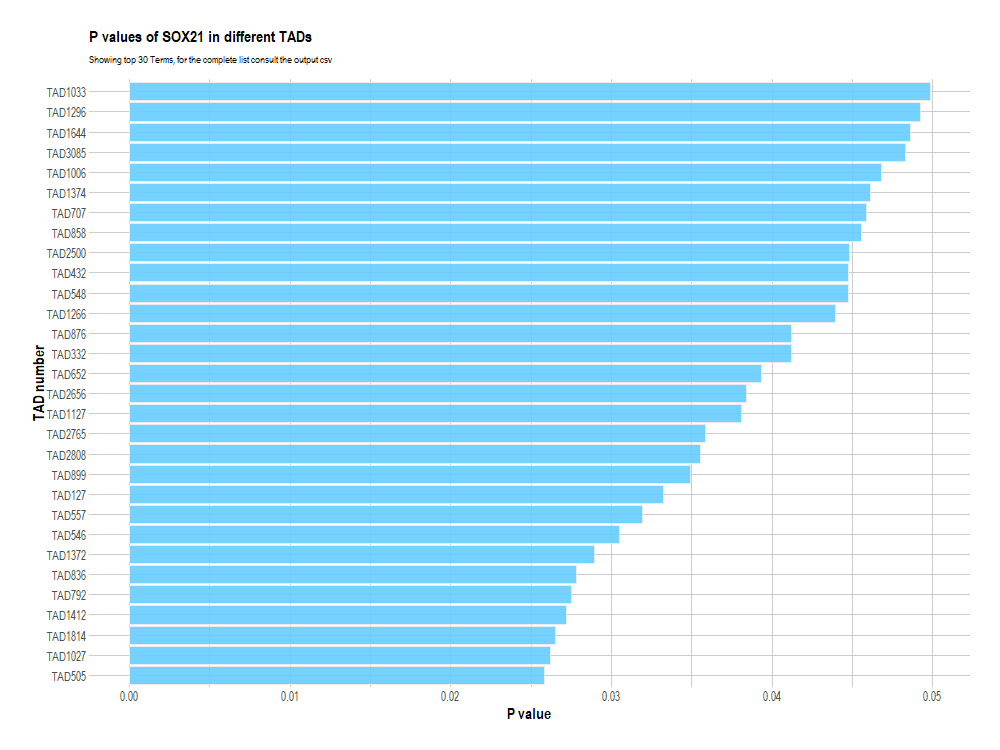 P values of SOX21 in different TADs
Showing top 30 Terms, for the complete list consult the output csv
TAD number
TAD1033
TAD1296
TAD1644
TAD3085
TAD1006
TAD1374
TAD707
TAD858
TAD2500
TAD432
TAD548
TAD1266
TAD876
TAD332
TAD652
TAD2656
TAD1127
TAD2765
TAD2808
TAD899
TAD127
TAD557
TAD546
TAD1372
TAD836
TAD792
TAD1412
TAD1814
TAD1027
TAD505
0.00 0.01 0.02 0.03 0.04 0.05
P value